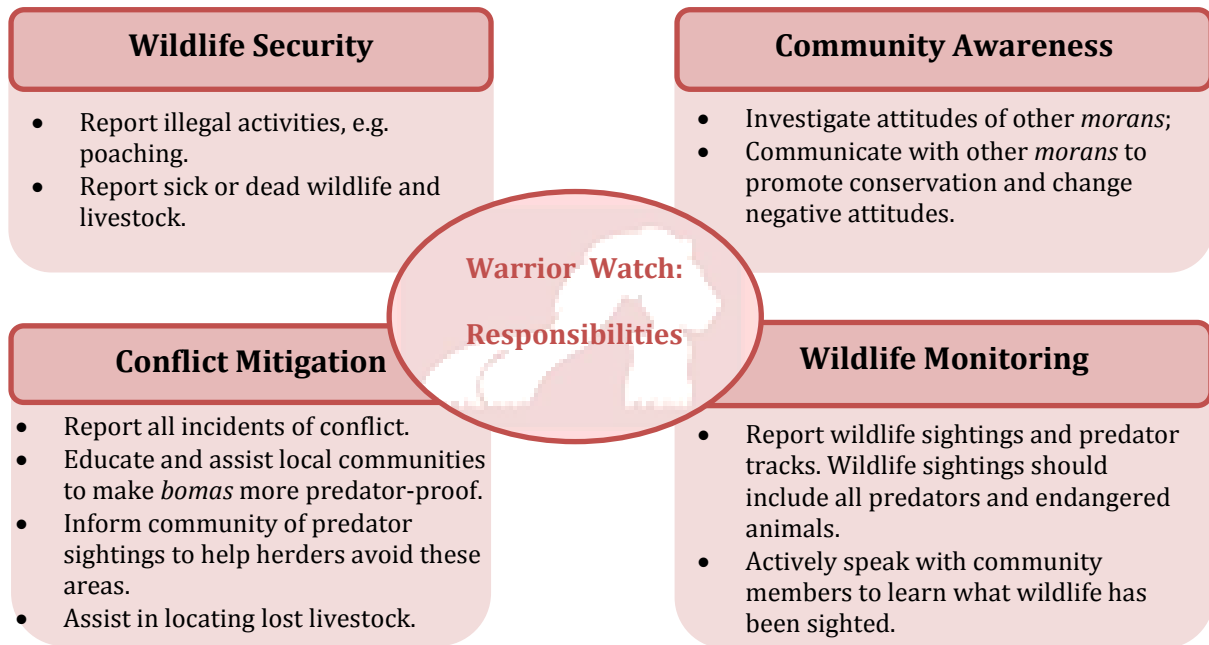 Wildlife Security
• Report illegal activities, e.g.
poaching.
• Report sick or dead wildlife and
livestock.
Community Awareness
• Investigate attitudes of other morans;
• Communicate with other morans to
promote conservation and change
negative attitudes.
Warrior Watch:
Responsibilities
Conflict Mitigation
• Report all incidents of conflict.
• Educate and assist local communities
to make bomas more predator-proof.
• Inform community of predator
sightings to help herders avoid these
areas.
• Assist in locating lost livestock.
Wildlife Monitoring
• Report wildlife sightings and predator
tracks. Wildlife sightings should
include all predators and endangered
animals.
• Actively speak with community
members to learn what wildlife has
been sighted.